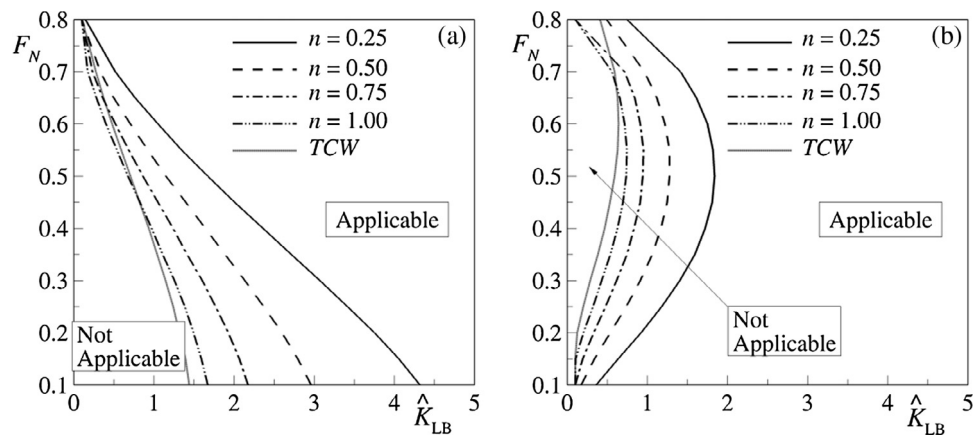 0.8
F_N
0.7
0.6
0.5
0.4
0.3
0.2
0.1
n = 0.25
n = 0.50
n = 0.75
n = 1.00
TCW
(a)
Applicable
Not
Applicable
0 1 2 3 4 5
K̂_LB
0.8
F_N
0.7
0.6
0.5
0.4
0.3
0.2
0.1
n = 0.25
n = 0.50
n = 0.75
n = 1.00
TCW
(b)
Applicable
Not
Applicable
0 1 2 3 4 5
K̂_LB